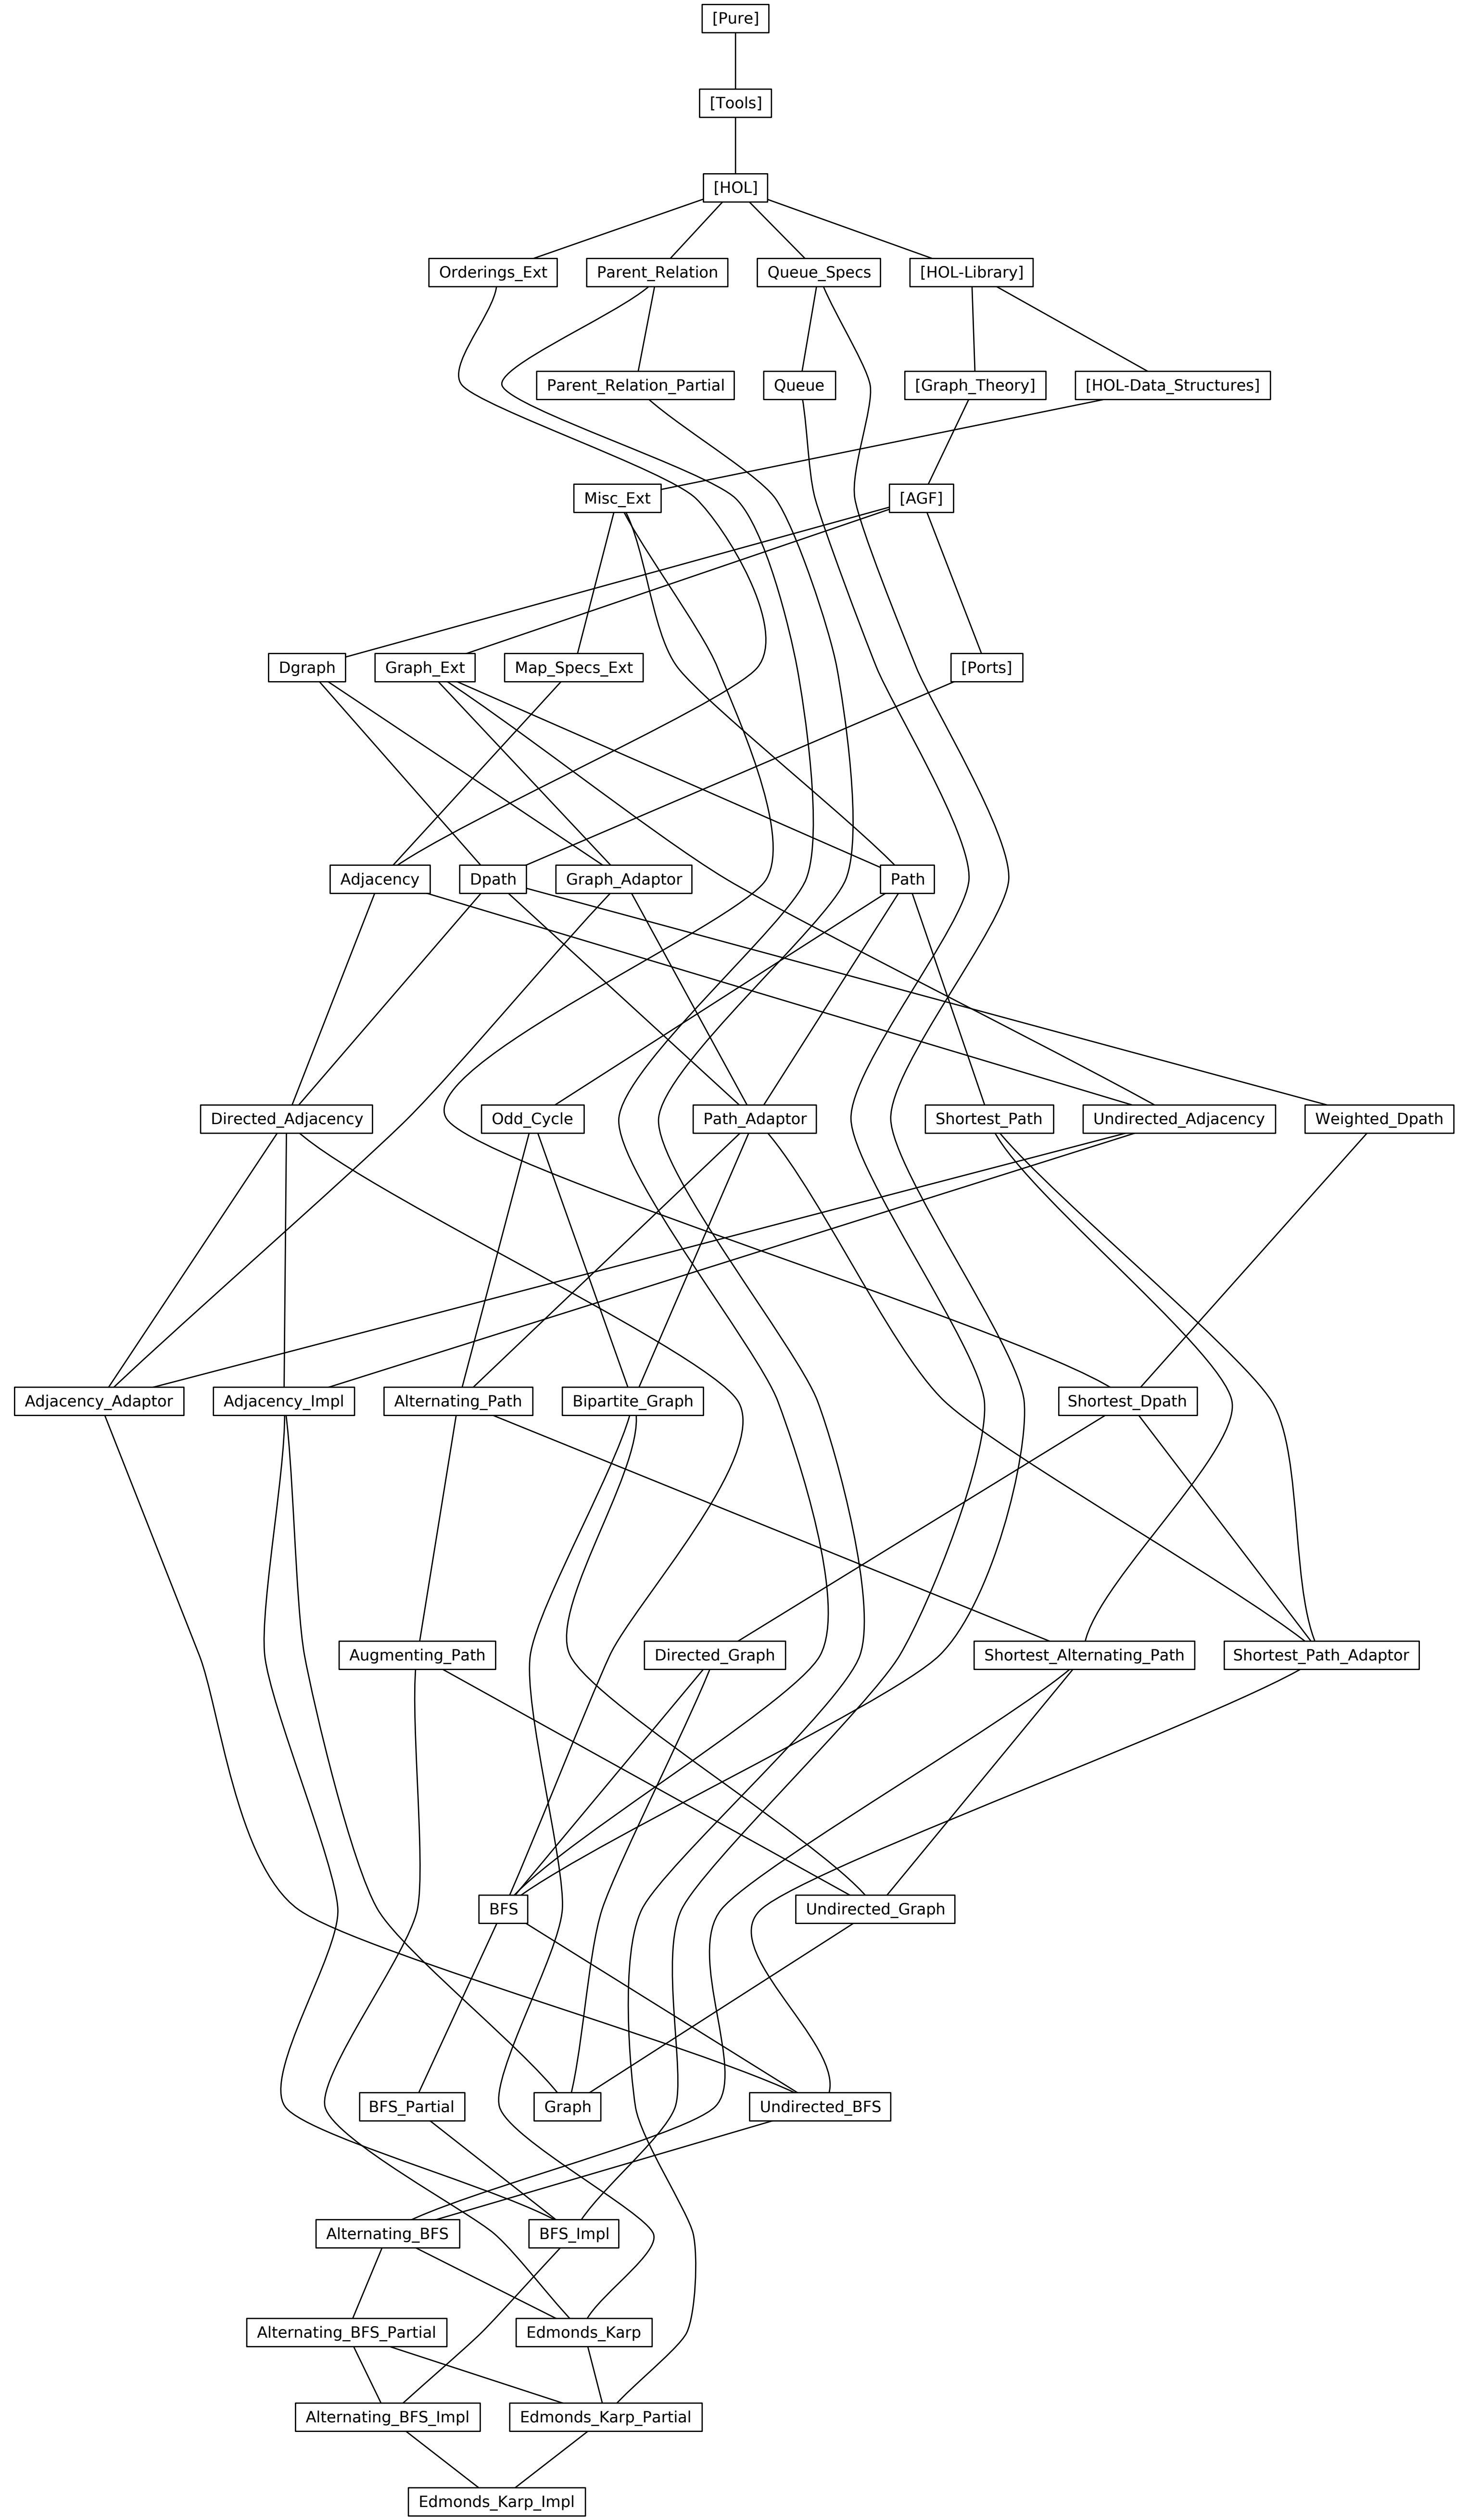 [Pure]
[Tools]
[HOL]
Orderings_Ext
Parent_Relation
Queue_Specs
[HOL-Library]
Parent_Relation_Partial
Queue
[Graph_Theory]
[HOL-Data_Structures]
Misc_Ext
[AGF]
Dgraph
Graph_Ext
Map_Specs_Ext
[Ports]
Adjacency
Dpath
Graph_Adaptor
Path
Directed_Adjacency
Odd_Cycle
Path_Adaptor
Shortest_Path
Undirected_Adjacency
Weighted_Dpath
Adjacency_Adaptor
Adjacency_Impl
Alternating_Path
Bipartite_Graph
Shortest_Dpath
Augmenting_Path
Directed_Graph
Shortest_Alternating_Path
Shortest_Path_Adaptor
BFS
Undirected_Graph
BFS_Partial
Graph
Undirected_BFS
Alternating_BFS
BFS_Impl
Alternating_BFS_Partial
Edmonds_Karp
Alternating_BFS_Impl
Edmonds_Karp_Partial
Edmonds_Karp_Impl